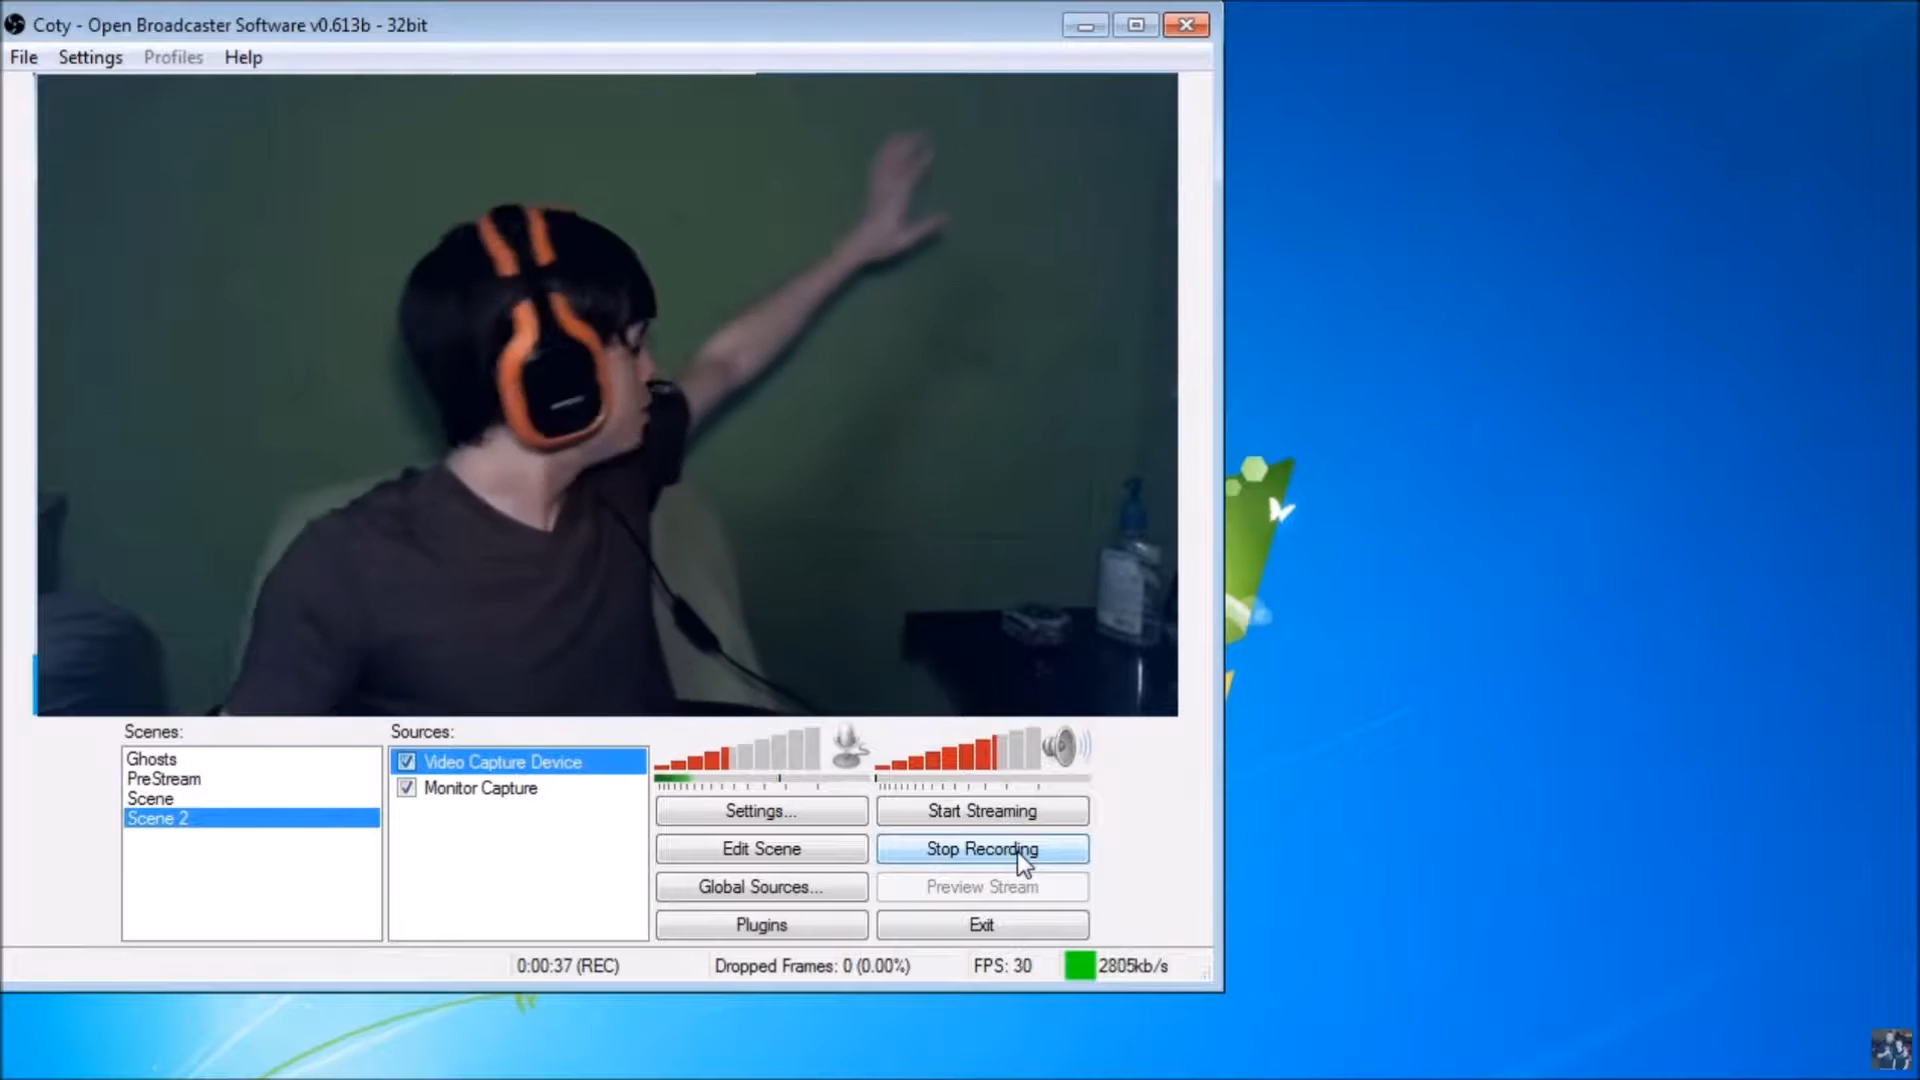 Coty - Open Broadcaster Software v0.613b - 32bit
File Settings Profiles Help
Scenes:
Ghosts
PreStream
Scene
Scene 2
Sources:
Video Capture Device
Monitor Capture
Settings...
Start Streaming
Edit Scene
Stop Recording
Global Sources...
Preview Stream
Plugins
Exit
0:00:37 (REC)
Dropped Frames: 0 (0.00%)
FPS: 30
2805kb/s